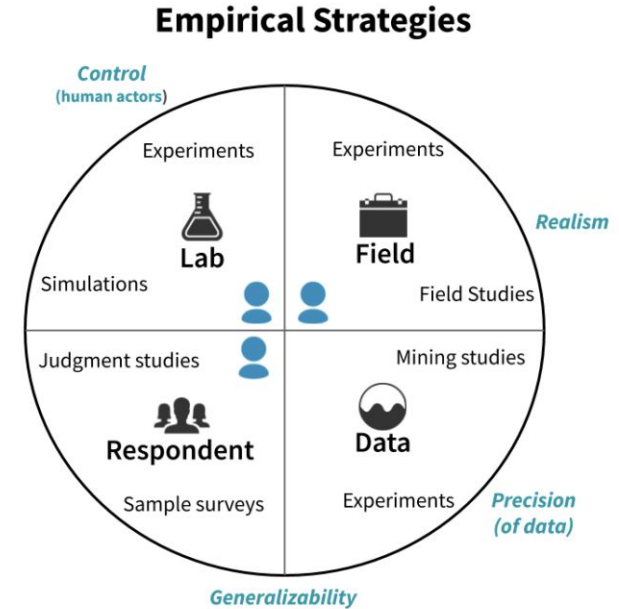 Empirical Strategies
Control
(human actors)
Experiments
Experiments
Realism
Lab
Field
Simulations
Field Studies
Judgment studies
Mining studies
Respondent
Data
Sample surveys
Experiments
Precision
(of data)
Generalizability